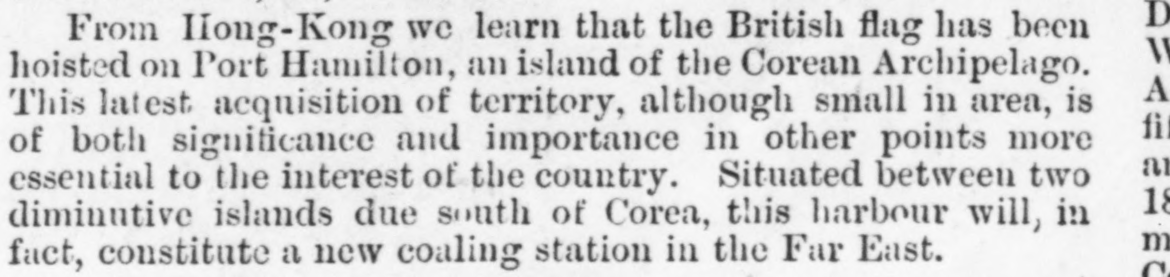 From Hong-Kong we learn that the British flag has been
hoisted on Port Hamilton, an island of the Corean Archipelago.
This latest acquisition of territory, although small in area, is
of both significance and importance in other points more
essential to the interest of the country. Situated between two
diminutive islands due south of Corea, this harbour will, in
fact, constitute a new coaling station in the Far East.